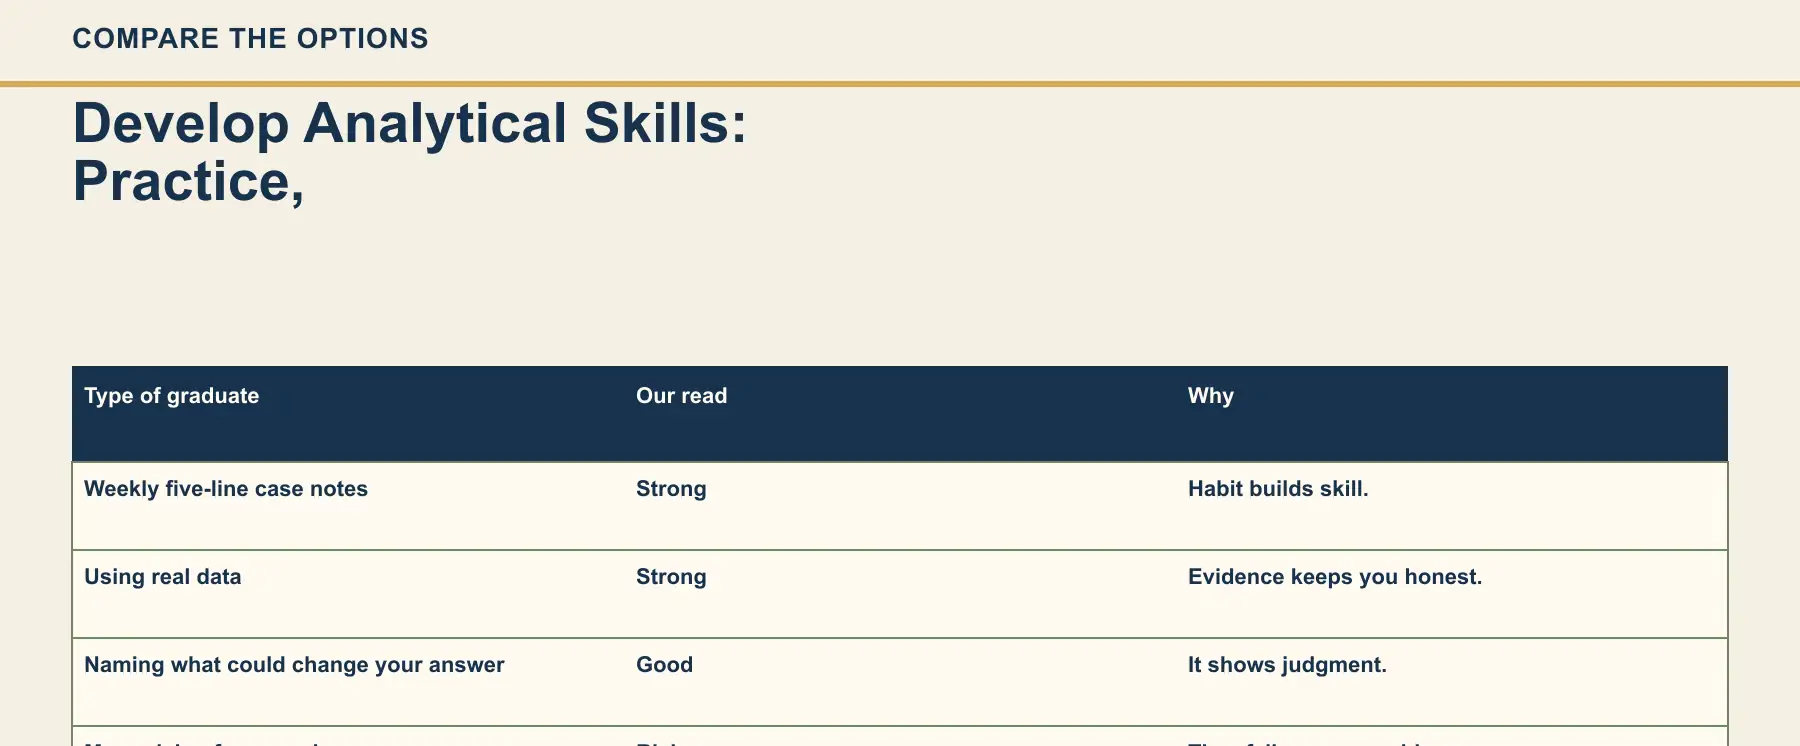 COMPARE THE OPTIONS
Develop Analytical Skills:
Practice,
Type of graduate Our read Why
Weekly five-line case notes Strong Habit builds skill.
Using real data Strong Evidence keeps you honest.
Naming what could change your answer Good It shows judgment.